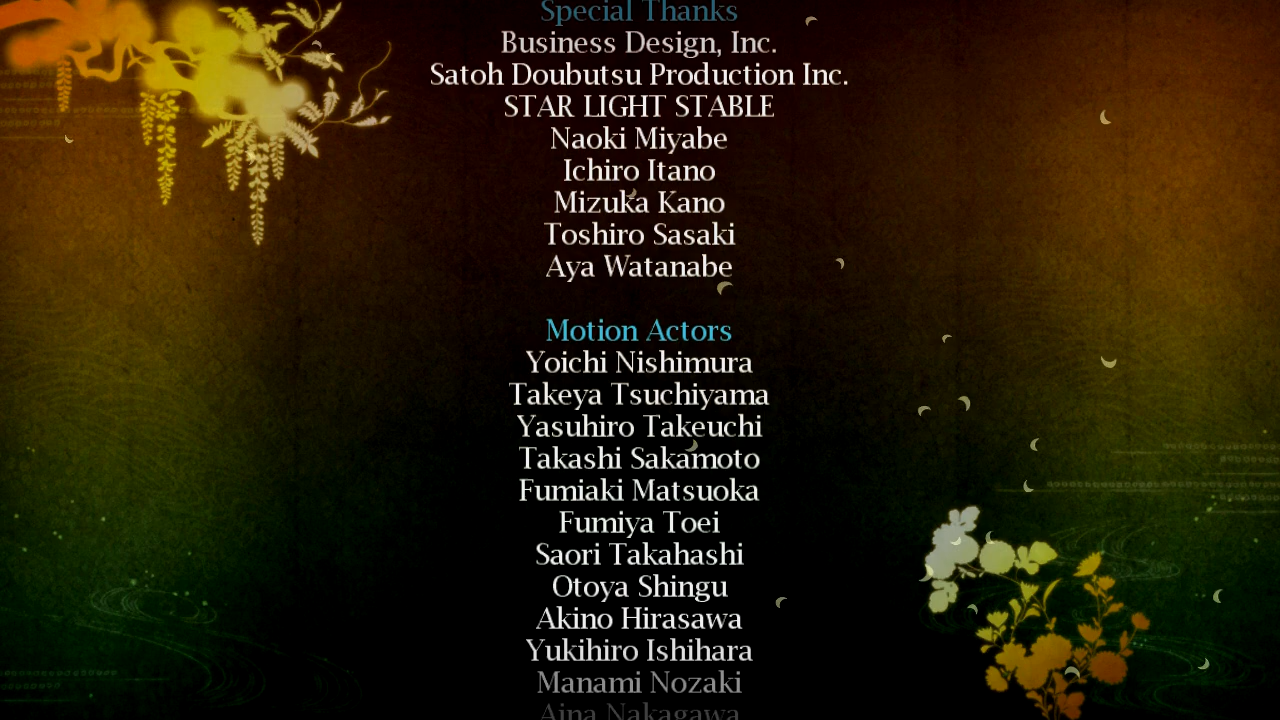 Special Thanks
Business Design, Inc.
Satoh Doubutsu Production Inc.
STAR LIGHT STABLE
Naoki Miyabe
Ichiro Itano
Mizuka Kano
Toshiro Sasaki
Aya Watanabe
Motion Actors
Yoichi Nishimura
Takeya Tsuchiyama
Yasuhiro Takeuchi
Takashi Sakamoto
Fumiaki Matsuoka
Fumiya Toei
Saori Takahashi
Otoya Shingu
Akino Hirasawa
Yukihiro Ishihara
Manami Nozaki
Aina Nakagawa